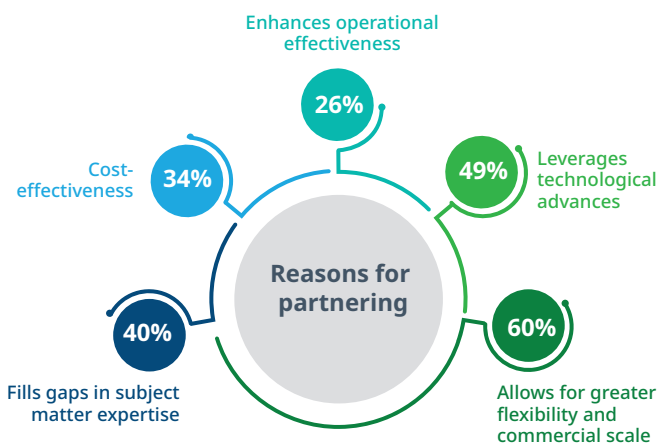 Enhances operational
effectiveness
26%
Cost-
effectiveness
34%
49%
Leverages
technological
advances
Reasons for
partnering
40%
Fills gaps in subject
matter expertise
60%
Allows for greater
flexibility and
commercial scale